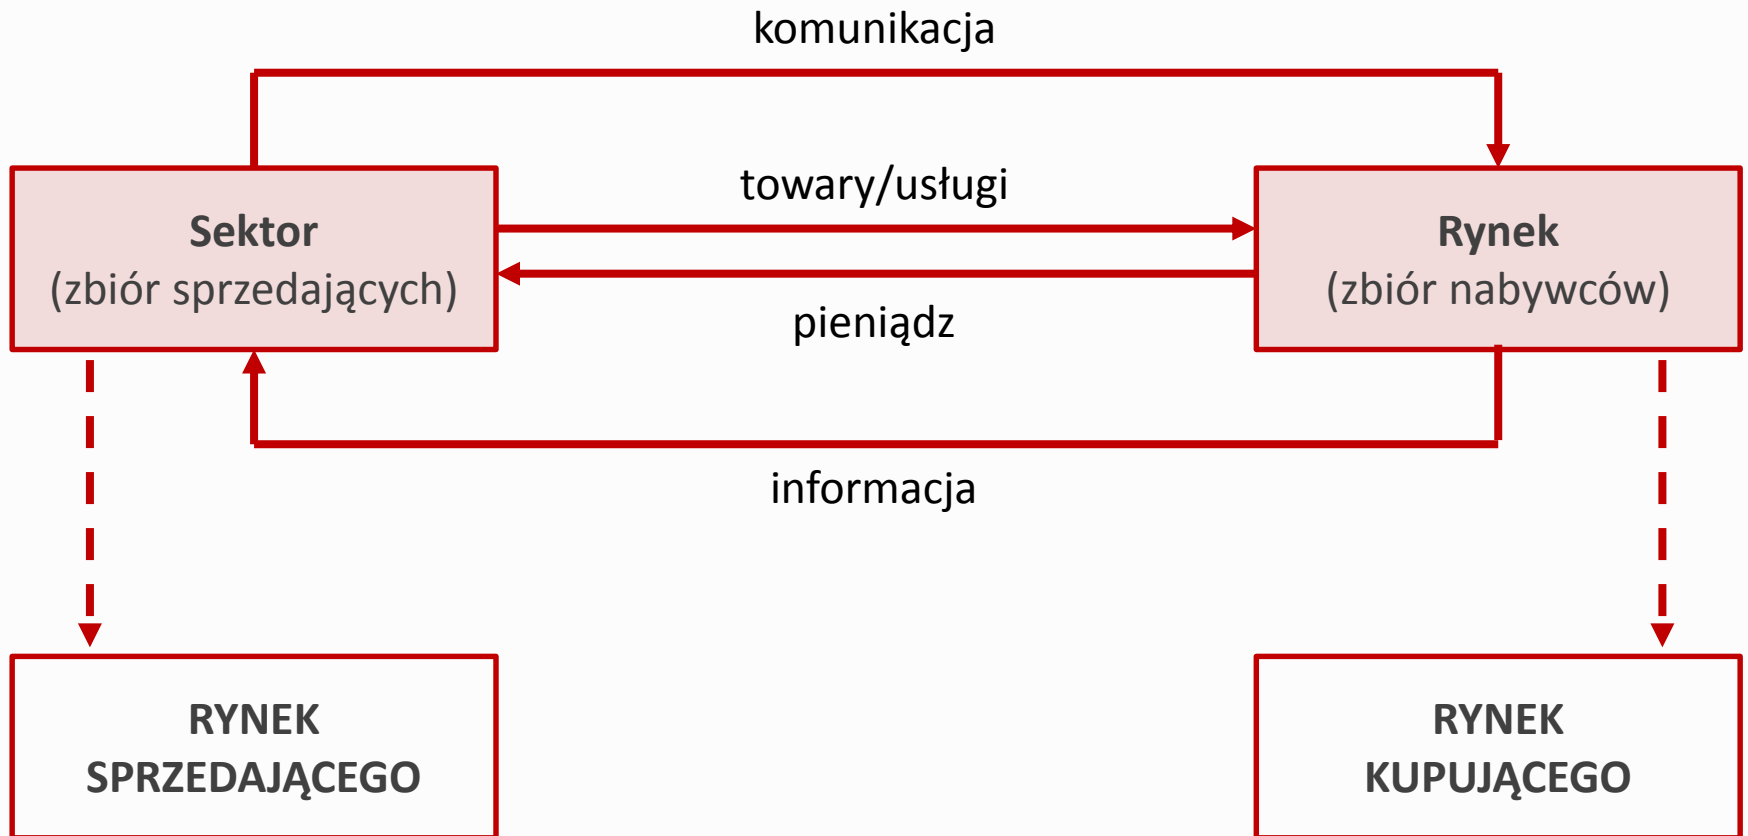 komunikacja
towary/usługi
Sektor
(zbiór sprzedających)
Rynek
(zbiór nabywców)
pieniądz
informacja
RYNEK
SPRZEDAJĄCEGO
RYNEK
KUPUJĄCEGO